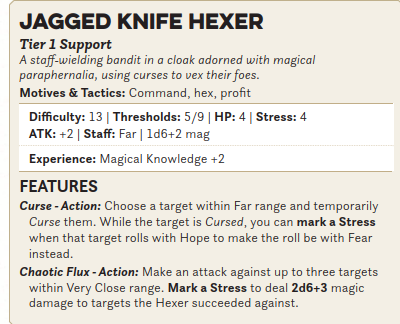 JAGGED KNIFE HEXER
Tier 1 Support
A staff-wielding bandit in a cloak adorned with magical
paraphernalia, using curses to vex their foes.
Motives & Tactics: Command, hex, profit
Difficulty: 13 | Thresholds: 5/9 | HP: 4 | Stress: 4
ATK: +2 | Staff: Far | 1d6+2 mag
Experience: Magical Knowledge +2
FEATURES
Curse - Action: Choose a target within Far range and temporarily
Curse them. While the target is Cursed, you can mark a Stress
when that target rolls with Hope to make the roll be with Fear
instead.
Chaotic Flux - Action: Make an attack against up to three targets
within Very Close range. Mark a Stress to deal 2d6+3 magic
damage to targets the Hexer succeeded against.